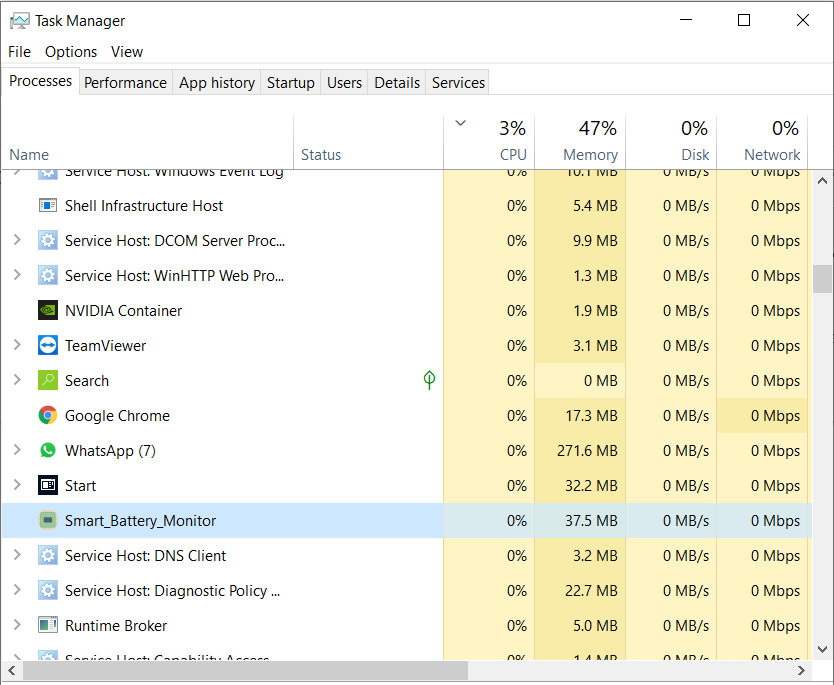 Task Manager
File Options View
Processes Performance App history Startup Users Details Services
3% 47% 0% 0%
Name Status CPU Memory Disk Network
Service Host: Windows Event Log 0% 10.1 MB 0 MB/s 0 Mbps
Shell Infrastructure Host 0% 5.4 MB 0 MB/s 0 Mbps
Service Host: DCOM Server Proc... 0% 9.9 MB 0 MB/s 0 Mbps
Service Host: WinHTTP Web Pro... 0% 1.3 MB 0 MB/s 0 Mbps
NVIDIA Container 0% 1.9 MB 0 MB/s 0 Mbps
TeamViewer 0% 3.1 MB 0 MB/s 0 Mbps
Search 0% 0 MB 0 MB/s 0 Mbps
Google Chrome 0% 17.3 MB 0 MB/s 0 Mbps
WhatsApp (7) 0% 271.6 MB 0 MB/s 0 Mbps
Start 0% 32.2 MB 0 MB/s 0 Mbps
Smart_Battery_Monitor 0% 37.5 MB 0 MB/s 0 Mbps
Service Host: DNS Client 0% 3.2 MB 0 MB/s 0 Mbps
Service Host: Diagnostic Policy ... 0% 22.7 MB 0 MB/s 0 Mbps
Runtime Broker 0% 5.0 MB 0 MB/s 0 Mbps
Service Host: Capability Access 0% 1.4 MB 0 MB/s 0 Mbps